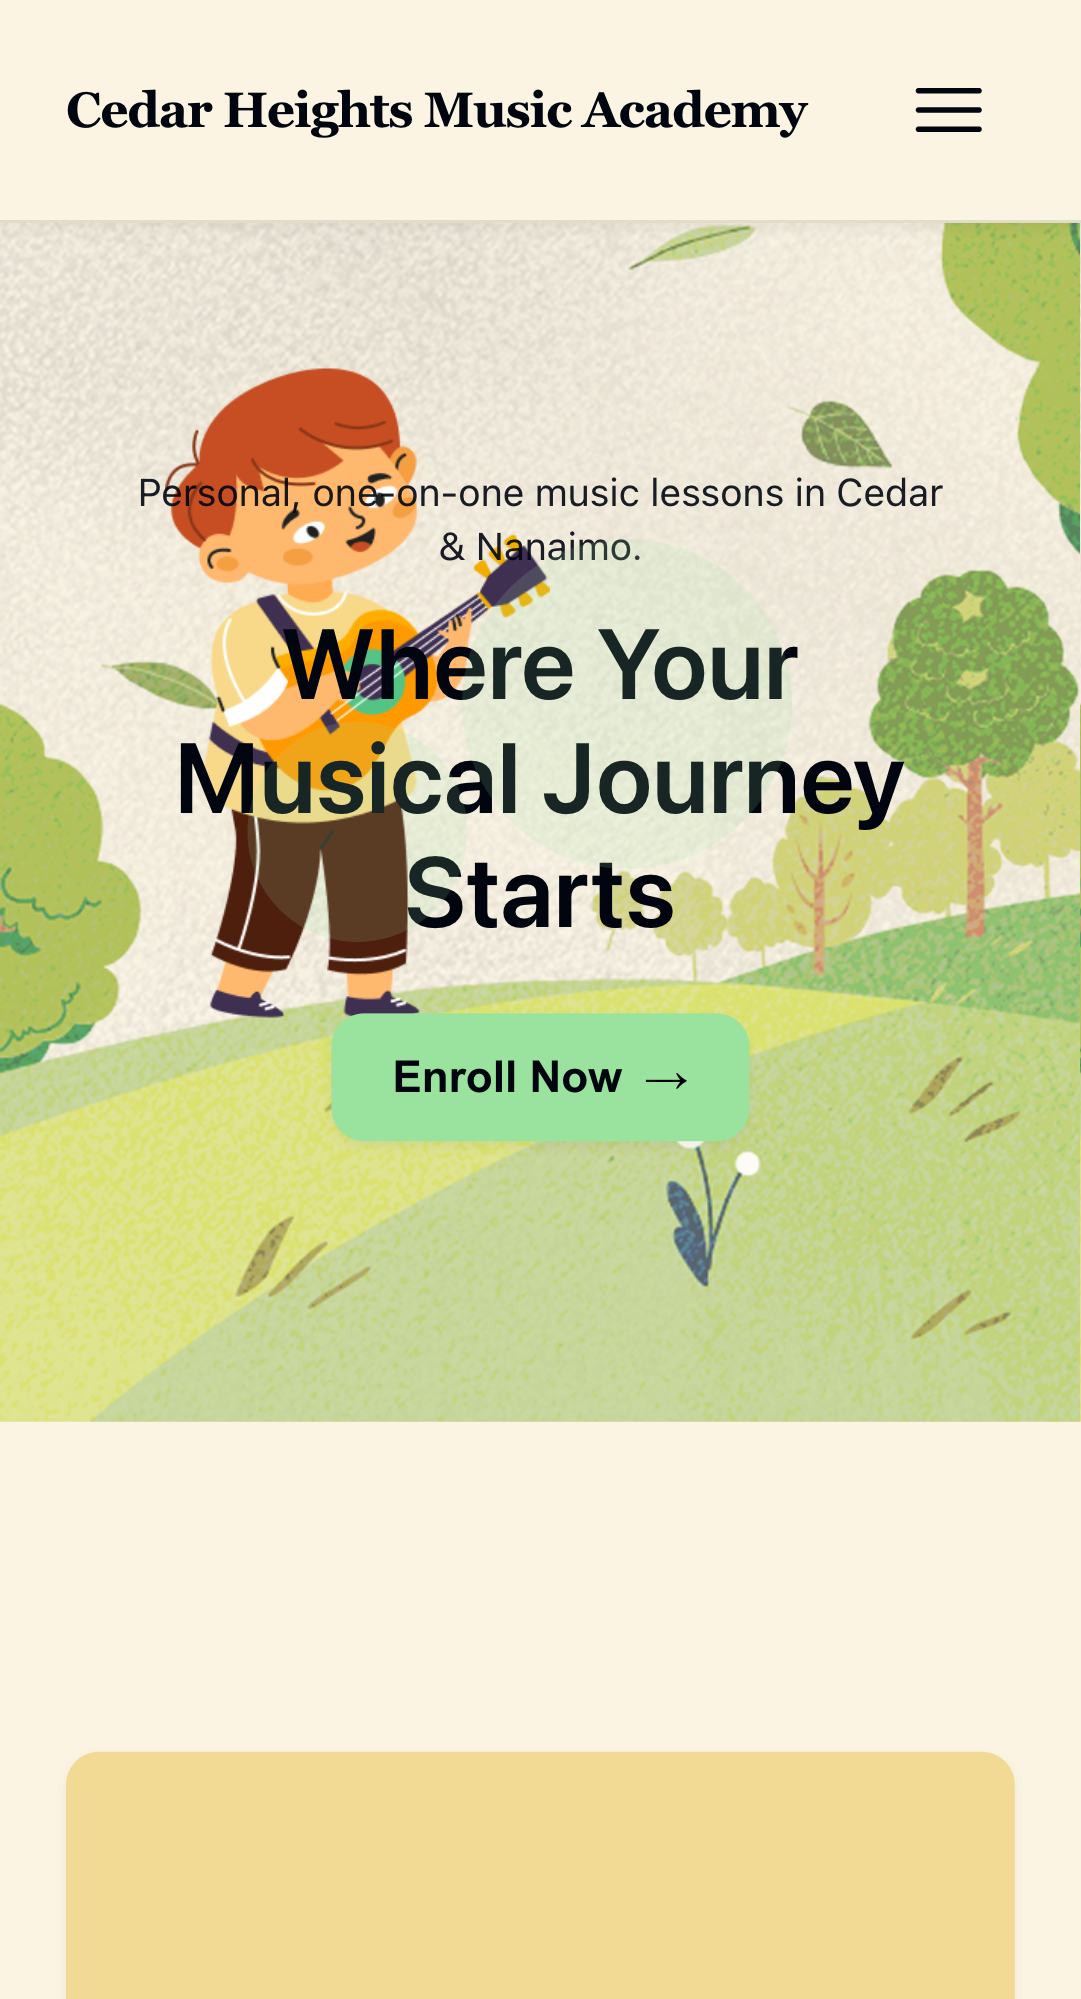 Cedar Heights Music Academy
Personal, one-on-one music lessons in Cedar
& Nanaimo.
Where Your
Musical Journey
Starts
Enroll Now →